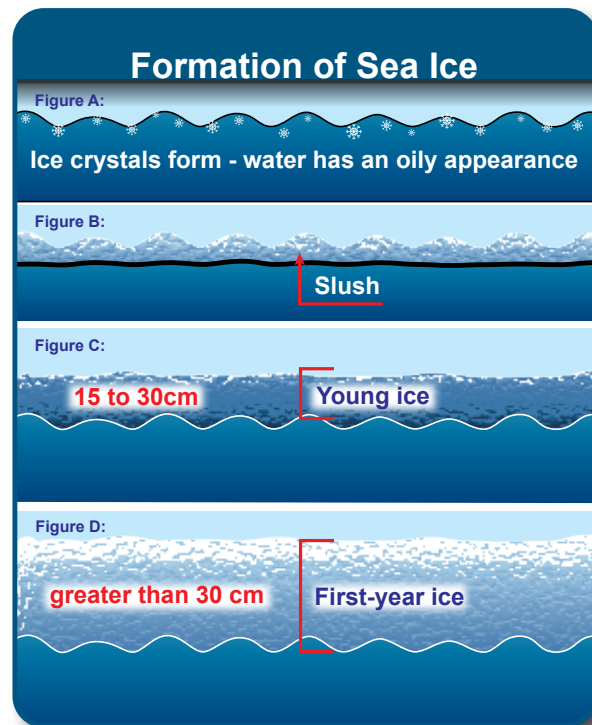 Formation of Sea Ice
Figure A:
Ice crystals form - water has an oily appearance
Figure B:
Slush
Figure C:
15 to 30cm
Young ice
Figure D:
greater than 30 cm
First-year ice